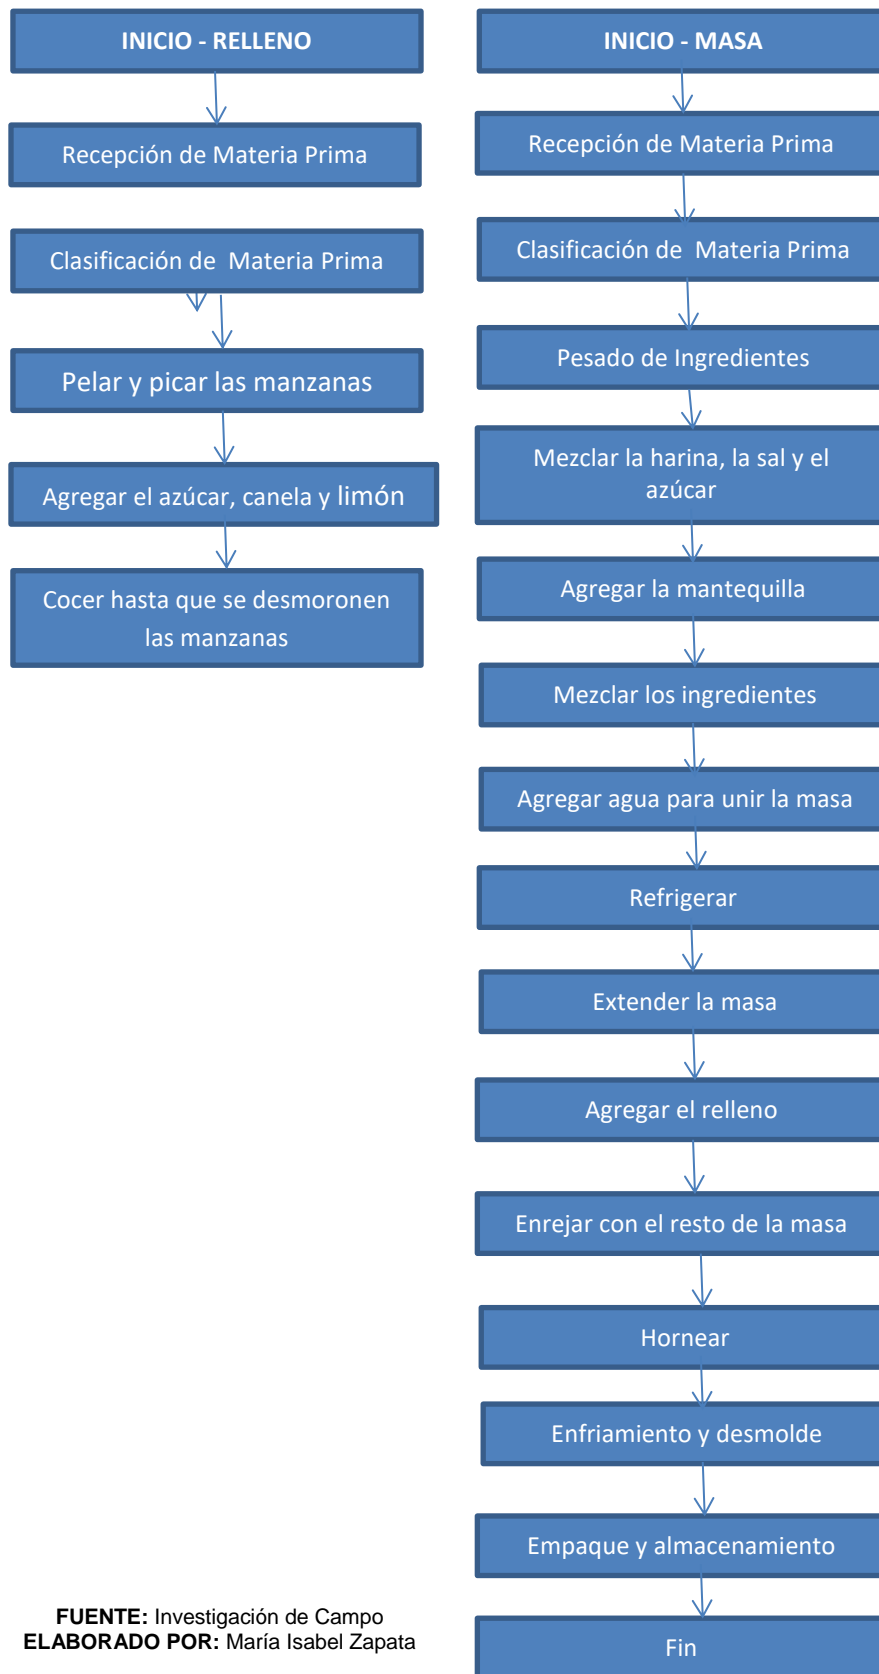 INICIO - RELLENO
Recepción de Materia Prima
Clasificación de  Materia Prima
Pelar y picar las manzanas
Agregar el azúcar, canela y limón
Cocer hasta que se desmoronen
las manzanas
INICIO - MASA
Recepción de Materia Prima
Clasificación de  Materia Prima
Pesado de Ingredientes
Mezclar la harina, la sal y el
azúcar
Agregar la mantequilla
Mezclar los ingredientes
Agregar agua para unir la masa
Refrigerar
Extender la masa
Agregar el relleno
Enrejar con el resto de la masa
Hornear
Enfriamiento y desmolde
Empaque y almacenamiento
Fin
FUENTE: Investigación de Campo
ELABORADO POR: María Isabel Zapata